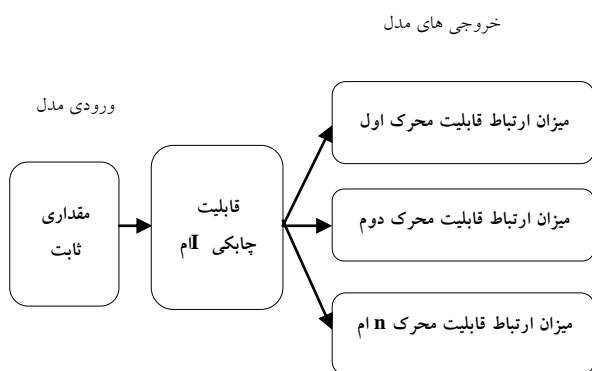 خروجی های مدل
ورودی مدل
میزان ارتباط قابلیت محرک اول
مقداری
ثابت
قابلیت
چابکی Iام
میزان ارتباط قابلیت محرک دوم
میزان ارتباط قابلیت محرک n ام